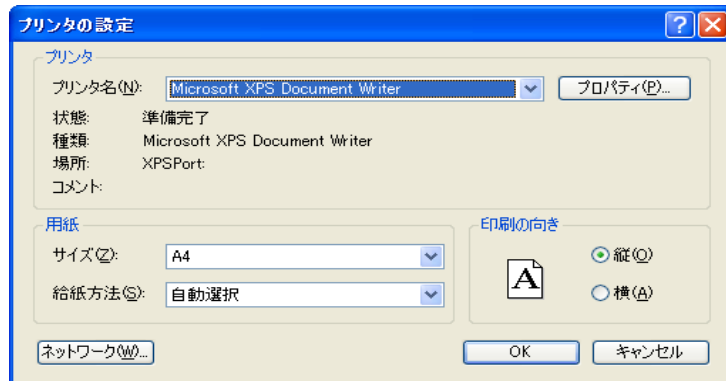 プリンタの設定
プリンタ
プリンタ名(N): Microsoft XPS Document Writer プロパティ(P)...
状態: 準備完了
種類: Microsoft XPS Document Writer
場所: XPSPort:
コメント:
用紙 印刷の向き
サイズ(Z): A4 縦(O)
給紙方法(S): 自動選択 A 横(A)
ネットワーク(W)... OK キャンセル